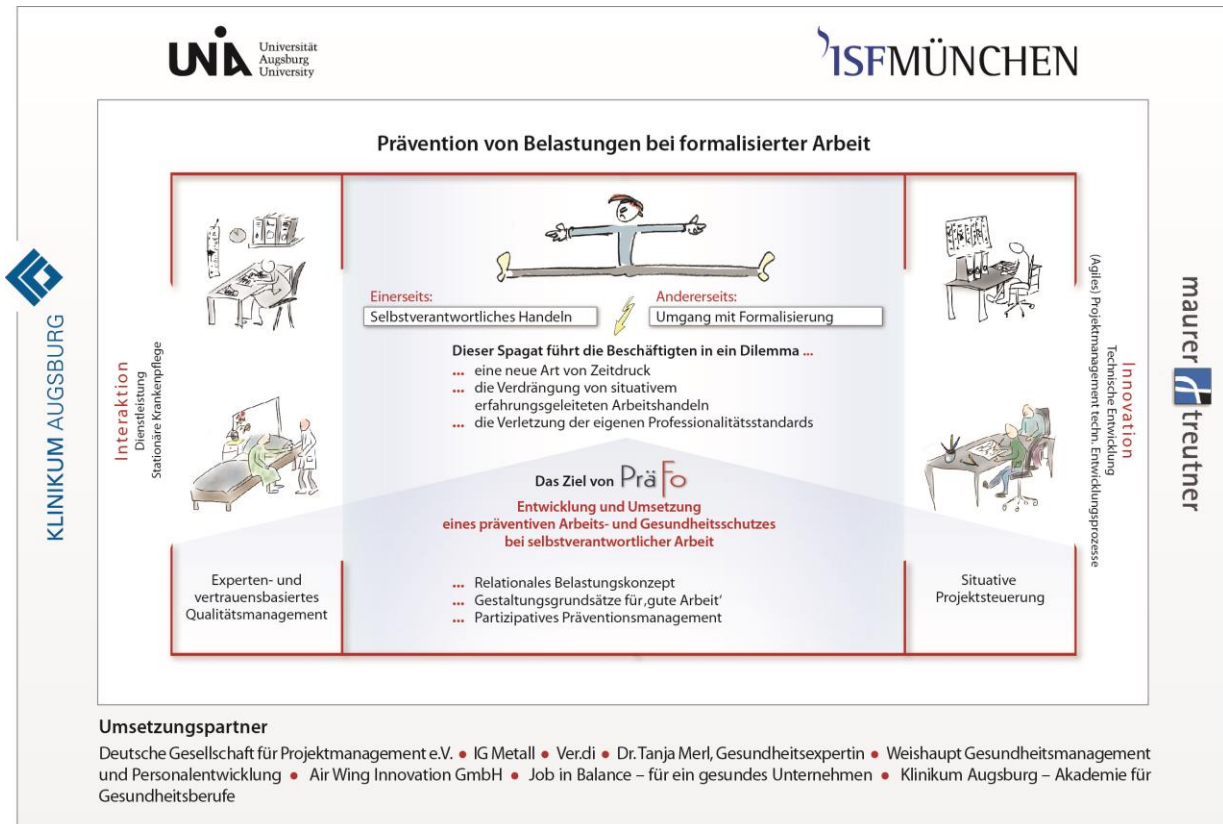 UNIA Universität
Augsburg
University
ISFMÜNCHEN
KLINIKUM AUGSBURG
maurer treutner
Prävention von Belastungen bei formalisierter Arbeit
Interaktion
Dienstleistung
Stationäre Krankenpflege
Einerseits:
Selbstverantwortliches Handeln
Andererseits:
Umgang mit Formalisierung
Dieser Spagat führt die Beschäftigten in ein Dilemma ...
... eine neue Art von Zeitdruck
... die Verdrängung von situativem
erfahrungsgeleiteten Arbeitshandeln
... die Verletzung der eigenen Professionalitätsstandards
Innovation
Technische Entwicklung
(Agiles) Projektmanagement techn. Entwicklungsprozesse
Das Ziel von PräFo
Entwicklung und Umsetzung
eines präventiven Arbeits- und Gesundheitsschutzes
bei selbstverantwortlicher Arbeit
Experten- und
vertrauensbasiertes
Qualitätsmanagement
... Relationales Belastungskonzept
... Gestaltungsgrundsätze für ‚gute Arbeit‘
... Partizipatives Präventionsmanagement
Situative
Projektsteuerung
Umsetzungspartner
Deutsche Gesellschaft für Projektmanagement e.V. ● IG Metall ● Ver.di ● Dr. Tanja Merl, Gesundheitsexpertin ● Weishaupt Gesundheitsmanagement
und Personalentwicklung ● Air Wing Innovation GmbH ● Job in Balance – für ein gesundes Unternehmen ● Klinikum Augsburg – Akademie für
Gesundheitsberufe